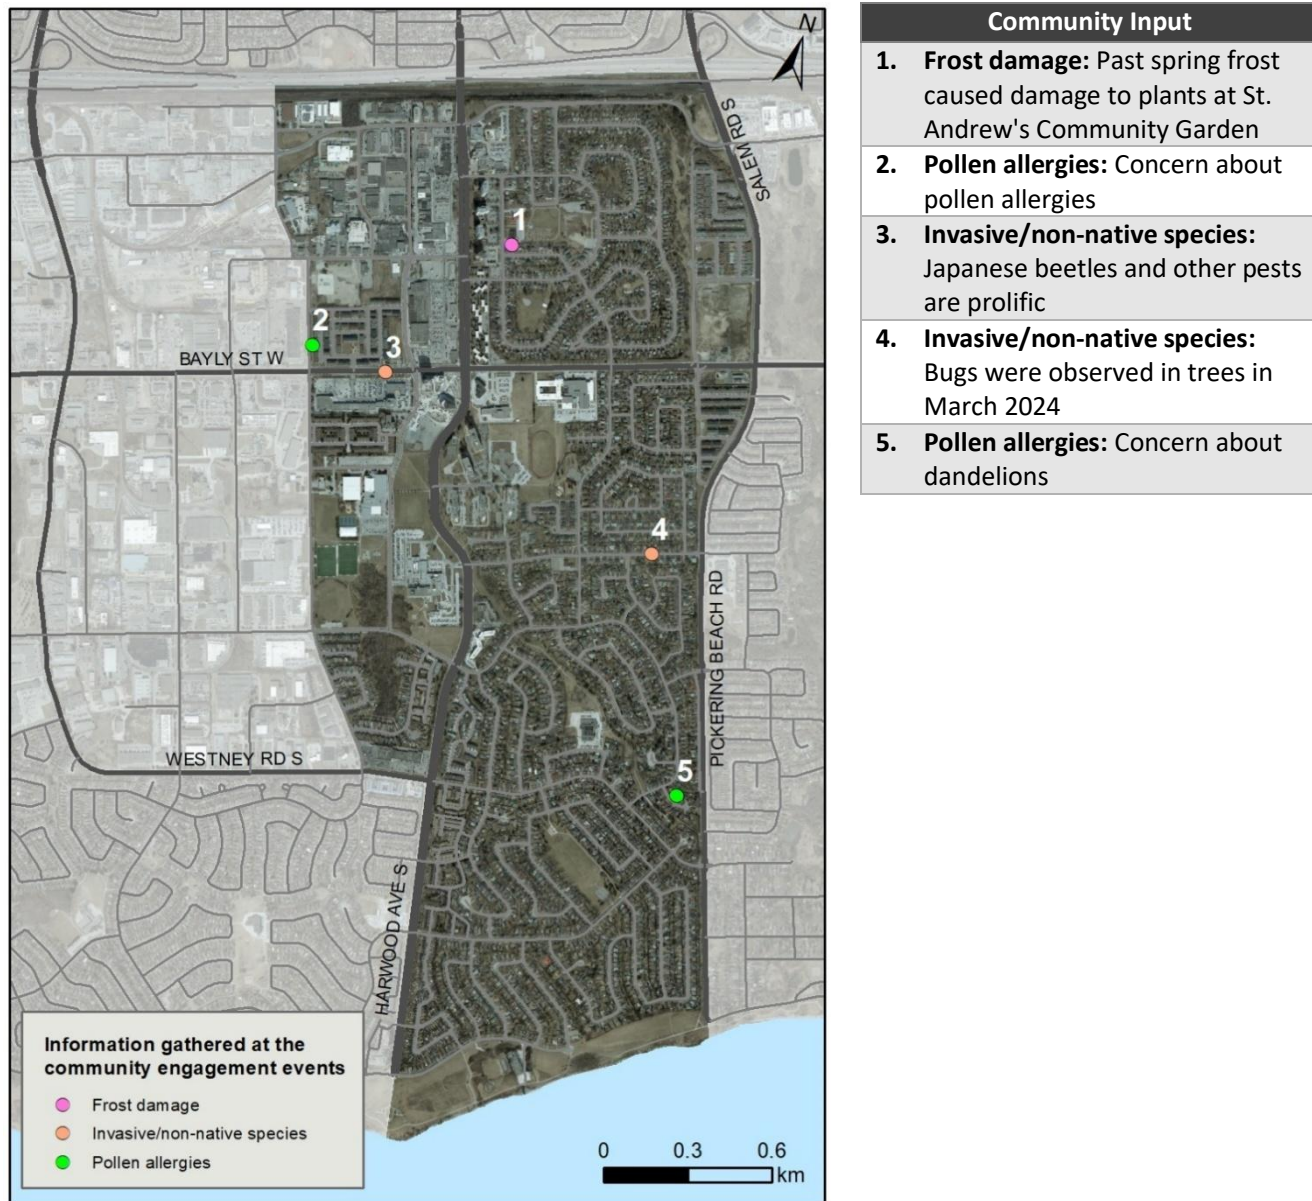 N
SALEM RD S
1
2
3
BAYLY ST W
4
PICKERING BEACH RD
WESTNEY RD S
5
HARWOOD AVE S
Information gathered at the
community engagement events
Frost damage
Invasive/non-native species
Pollen allergies
0 0.3 0.6
km
Community Input
1. Frost damage: Past spring frost
caused damage to plants at St.
Andrew's Community Garden
2. Pollen allergies: Concern about
pollen allergies
3. Invasive/non-native species:
Japanese beetles and other pests
are prolific
4. Invasive/non-native species:
Bugs were observed in trees in
March 2024
5. Pollen allergies: Concern about
dandelions